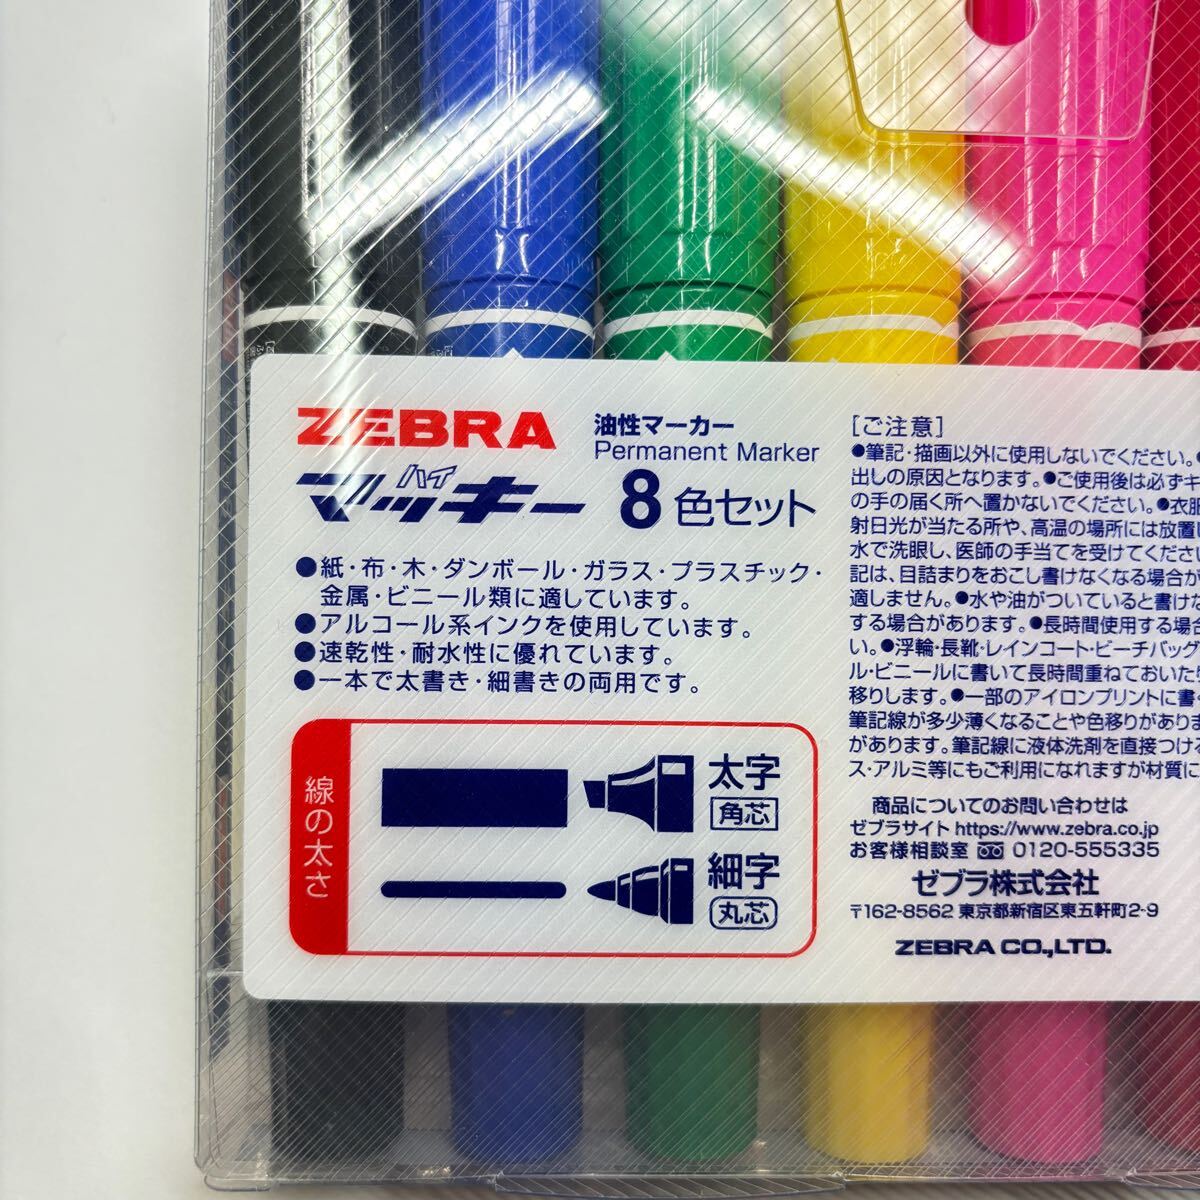 ZEBRA
油性マーカー
Permanent Marker
ハイ
マッキー 8色セット
●紙・布・木・ダンボール・ガラス・プラスチック・
金属・ビニール類に適しています。
●アルコール系インクを使用しています。
●速乾性・耐水性に優れています。
●一本で太書き・細書きの両用です。
線の太さ
太字
角芯
細字
丸芯
[ご注意]
●筆記・描画以外に使用しないでください。●
出しの原因となります。●ご使用後は必ずキ
の手の届く所へ置かないでください。●衣服
射日光が当たる所や、高温の場所には放置し
水で洗眼し、医師の手当てを受けてくださ
記は、目詰まりをおこし書けなくなる場合が
適しません。●水や油がついていると書けな
する場合があります。●長時間使用する場合
い。●浮輪・長靴・レインコート・ビーチバッグ
ル・ビニールに書いて長時間重ねておいたり
移りします。●一部のアイロンプリントに書く
筆記線が多少薄くなることや色移りがありま
があります。筆記線に液体洗剤を直接つける
ス・アルミ等にもご利用になれますが材質に
商品についてのお問い合わせは
ゼブラサイト https://www.zebra.co.jp
お客様相談室 0120-555335
ゼブラ株式会社
〒162-8562 東京都新宿区東五軒町2-9
ZEBRA CO.,LTD.